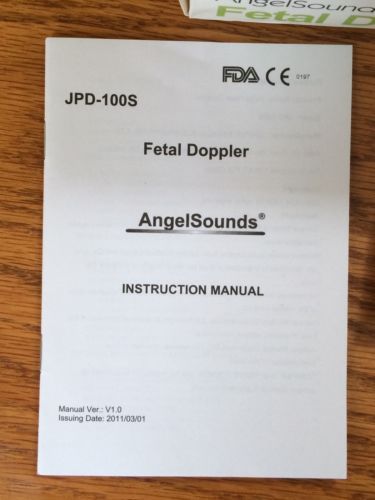 AngelSound
Fetal D
FDA CE 0197
JPD-100S
Fetal Doppler
AngelSounds®
INSTRUCTION MANUAL
Manual Ver.: V1.0
Issuing Date: 2011/03/01